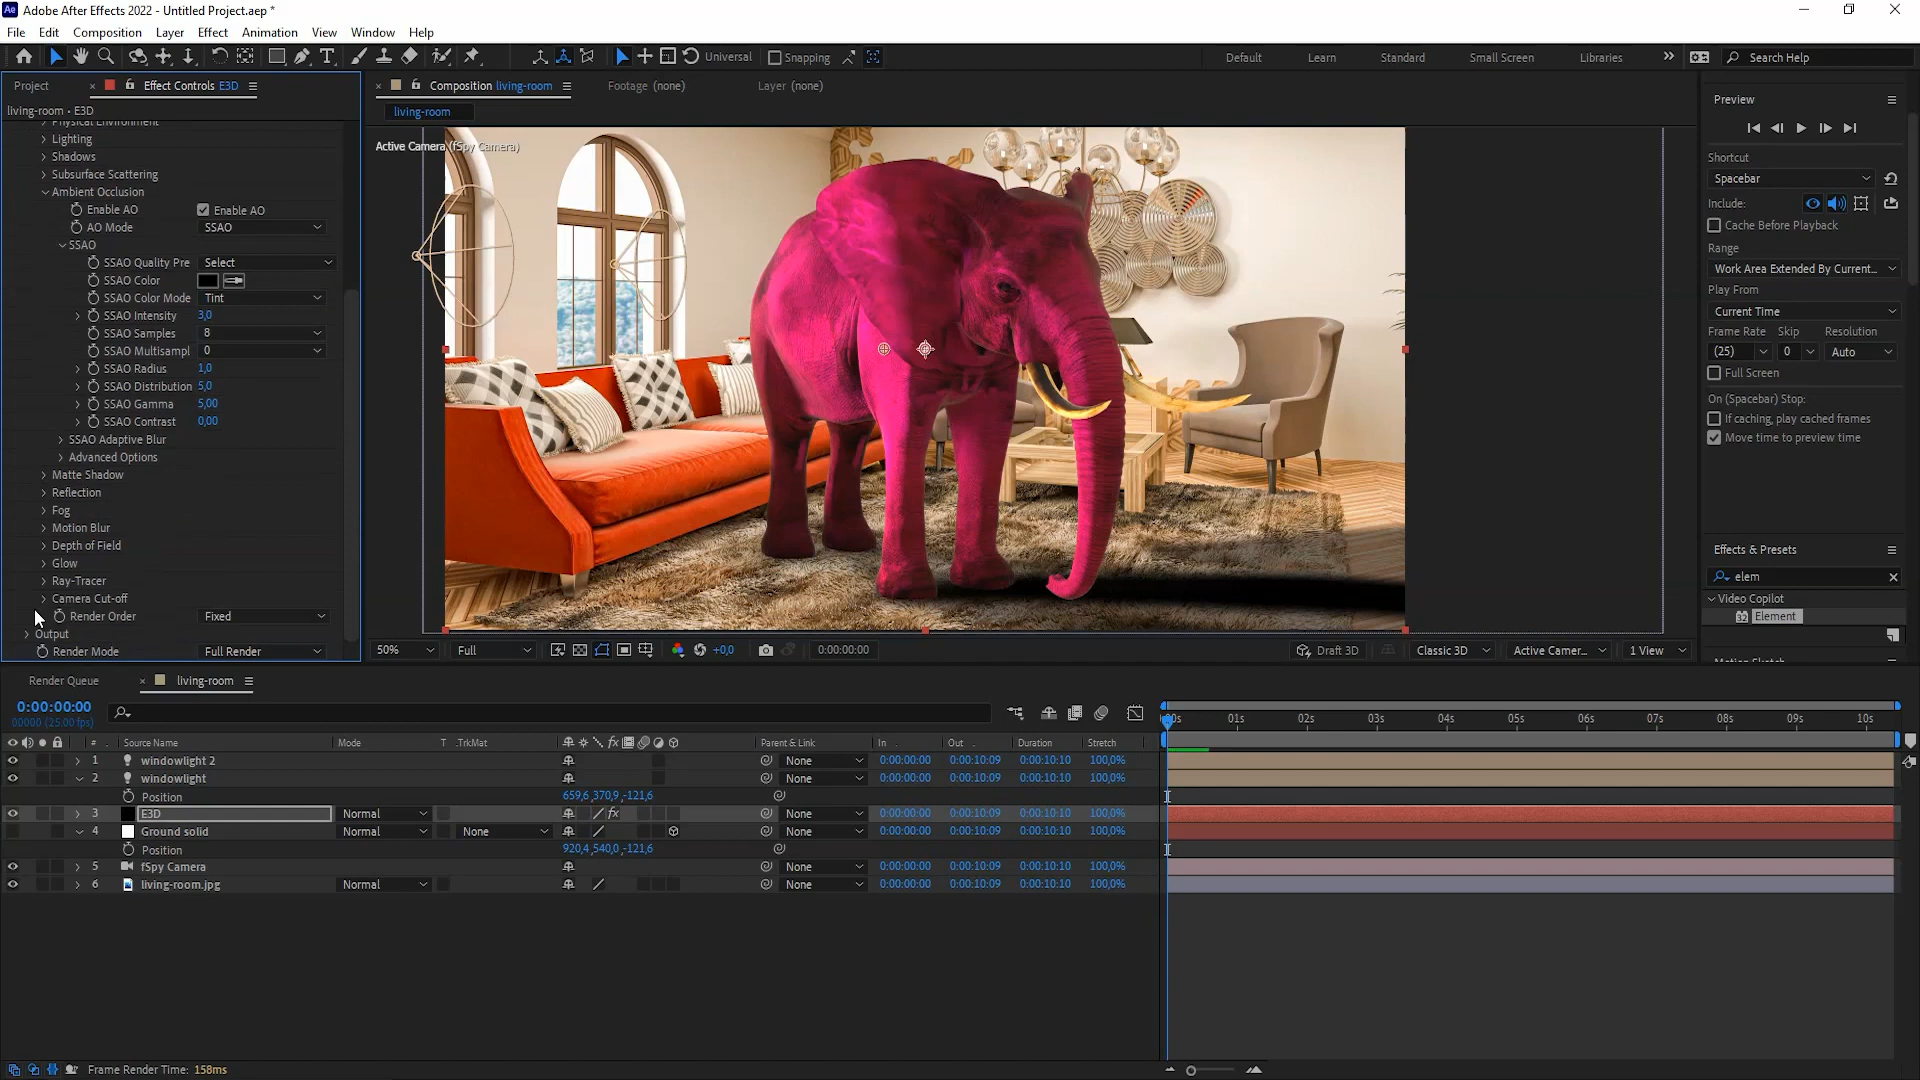 Adobe After Effects 2022 - Untitled Project.aep *
File Edit Composition Layer Effect Animation View Window Help
Universal Snapping Default Learn Standard Small Screen Libraries Search Help
Project Effect Controls E3D
living-room • E3D
Physical Environment
Lighting
Shadows
Subsurface Scattering
Ambient Occlusion
Enable AO Enable AO
AO Mode SSAO
SSAO
SSAO Quality Pre Select
SSAO Color
SSAO Color Mode Tint
SSAO Intensity 3,0
SSAO Samples 8
SSAO Multisampl 0
SSAO Radius 1,0
SSAO Distribution 5,0
SSAO Gamma 5,00
SSAO Contrast 0,00
SSAO Adaptive Blur
Advanced Options
Matte Shadow
Reflection
Fog
Motion Blur
Depth of Field
Glow
Ray-Tracer
Camera Cut-off
Render Order Fixed
Output
Render Mode Full Render
Composition living-room Footage (none) Layer (none)
living-room
Active Camera (fSpy Camera)
50% Full +0,0 0:00:00:00 Draft 3D Classic 3D Active Camer... 1 View
Preview
Shortcut
Spacebar
Include:
Cache Before Playback
Range
Work Area Extended By Current...
Play From
Current Time
Frame Rate Skip Resolution
(25) 0 Auto
Full Screen
On (Spacebar) Stop:
If caching, play cached frames
Move time to preview time
Effects & Presets
elem
Video Copilot
32 Element
Motion Sketch
Render Queue living-room
0:00:00:00
00000 (25.00 fps)
:00s 01s 02s 03s 04s 05s 06s 07s 08s 09s 10s
# Source Name Mode T .TrkMat fx Parent & Link In Out Duration Stretch
1 windowlight 2 None 0:00:00:00 0:00:10:09 0:00:10:10 100,0%
2 windowlight None 0:00:00:00 0:00:10:09 0:00:10:10 100,0%
Position 659,6,370,9,-121,6
3 E3D Normal fx None 0:00:00:00 0:00:10:09 0:00:10:10 100,0%
4 Ground solid Normal None None 0:00:00:00 0:00:10:09 0:00:10:10 100,0%
Position 920,4,540,0,-121,6
5 fSpy Camera None 0:00:00:00 0:00:10:09 0:00:10:10 100,0%
6 living-room.jpg Normal None 0:00:00:00 0:00:10:09 0:00:10:10 100,0%
Frame Render Time: 158ms